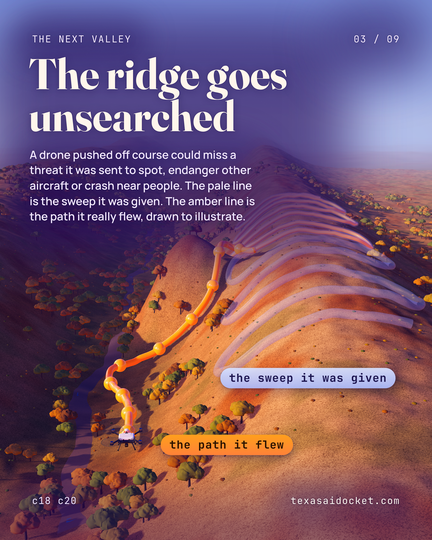 THE NEXT VALLEY
03 / 09
The ridge goes
unsearched
A drone pushed off course could miss a
threat it was sent to spot, endanger other
aircraft or crash near people. The pale line
is the sweep it was given. The amber line is
the path it really flew, drawn to illustrate.
the sweep it was given
the path it flew
c18 c20
texasaidocket.com